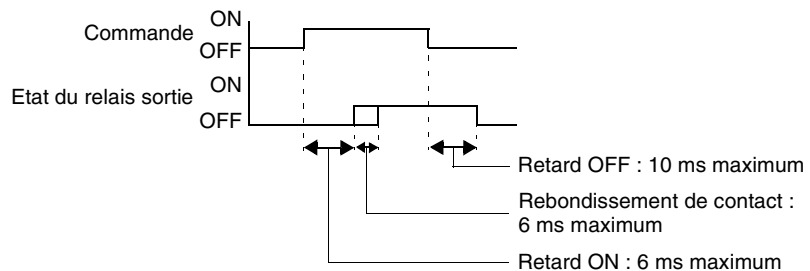 ON
Commande
OFF
ON
Etat du relais sortie
OFF
Retard OFF : 10 ms maximum
Rebondissement de contact :
6 ms maximum
Retard ON : 6 ms maximum